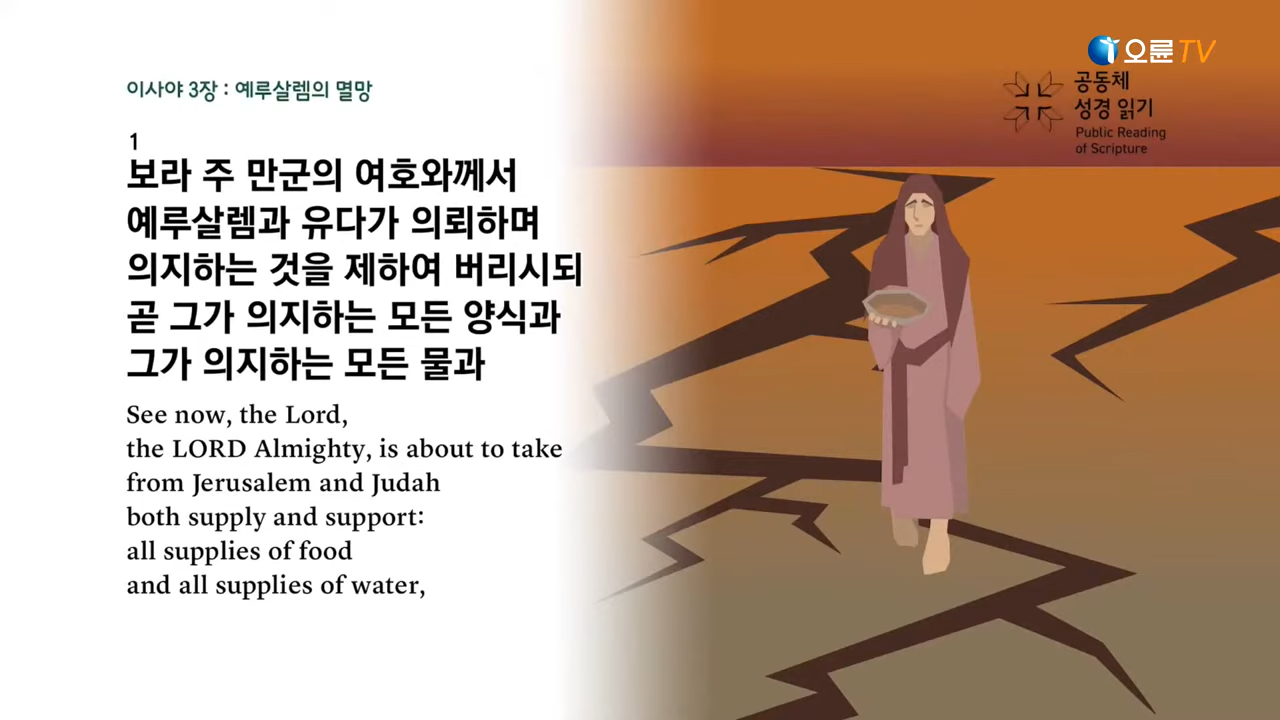 이사야 3장 : 예루살렘의 멸망
1
보라 주 만군의 여호와께서
예루살렘과 유다가 의뢰하며
의지하는 것을 제하여 버리시되
곧 그가 의지하는 모든 양식과
그가 의지하는 모든 물과
See now, the Lord,
the LORD Almighty, is about to take
from Jerusalem and Judah
both supply and support:
all supplies of food
and all supplies of water,
오륜TV
공동체
성경 읽기
Public Reading
of Scripture